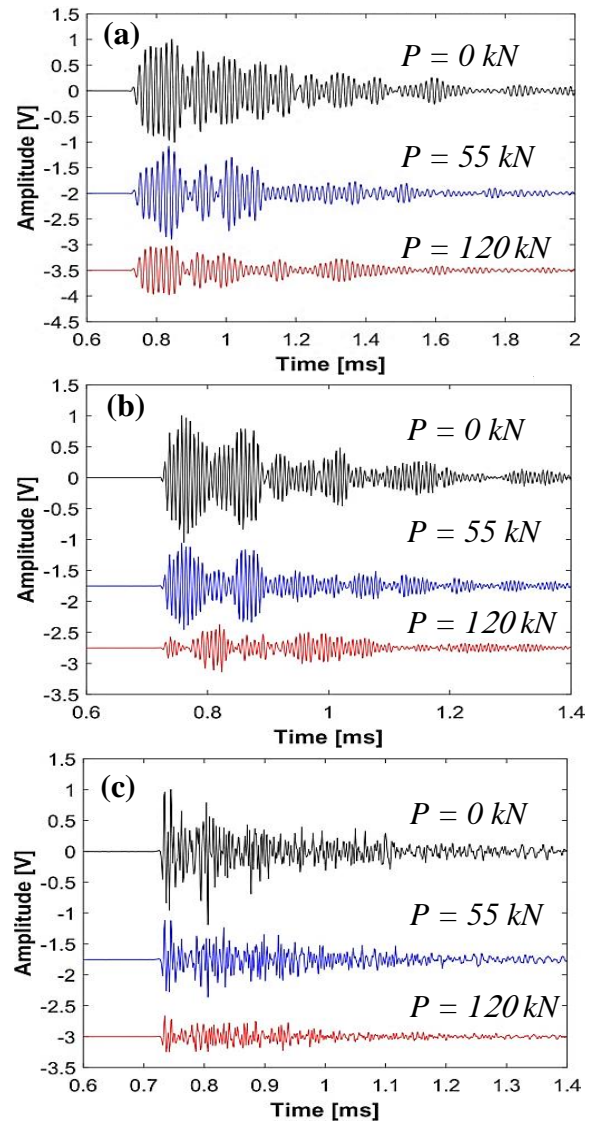 (a)
P = 0 kN
P = 55 kN
P = 120 kN
Amplitude [V]
1.5
1
0.5
0
-0.5
-1
-1.5
-2
-2.5
-3
-3.5
-4
-4.5
0.6 0.8 1 1.2 1.4 1.6 1.8 2
Time [ms]
(b)
P = 0 kN
P = 55 kN
P = 120 kN
Amplitude [V]
1.5
1
0.5
0
-0.5
-1
-1.5
-2
-2.5
-3
-3.5
0.6 0.8 1 1.2 1.4
Time [ms]
(c)
P = 0 kN
P = 55 kN
P = 120 kN
Amplitude [V]
1.5
1
0.5
0
-0.5
-1
-1.5
-2
-2.5
-3
-3.5
0.6 0.7 0.8 0.9 1 1.1 1.2 1.3 1.4
Time [ms]